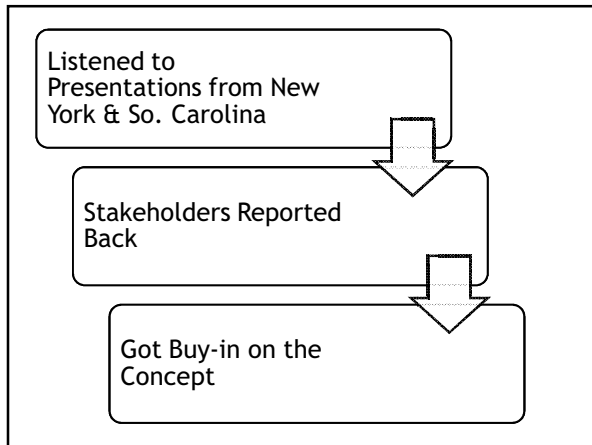 Listened to
Presentations from New
York & So. Carolina
Stakeholders Reported
Back
Got Buy-in on the
Concept